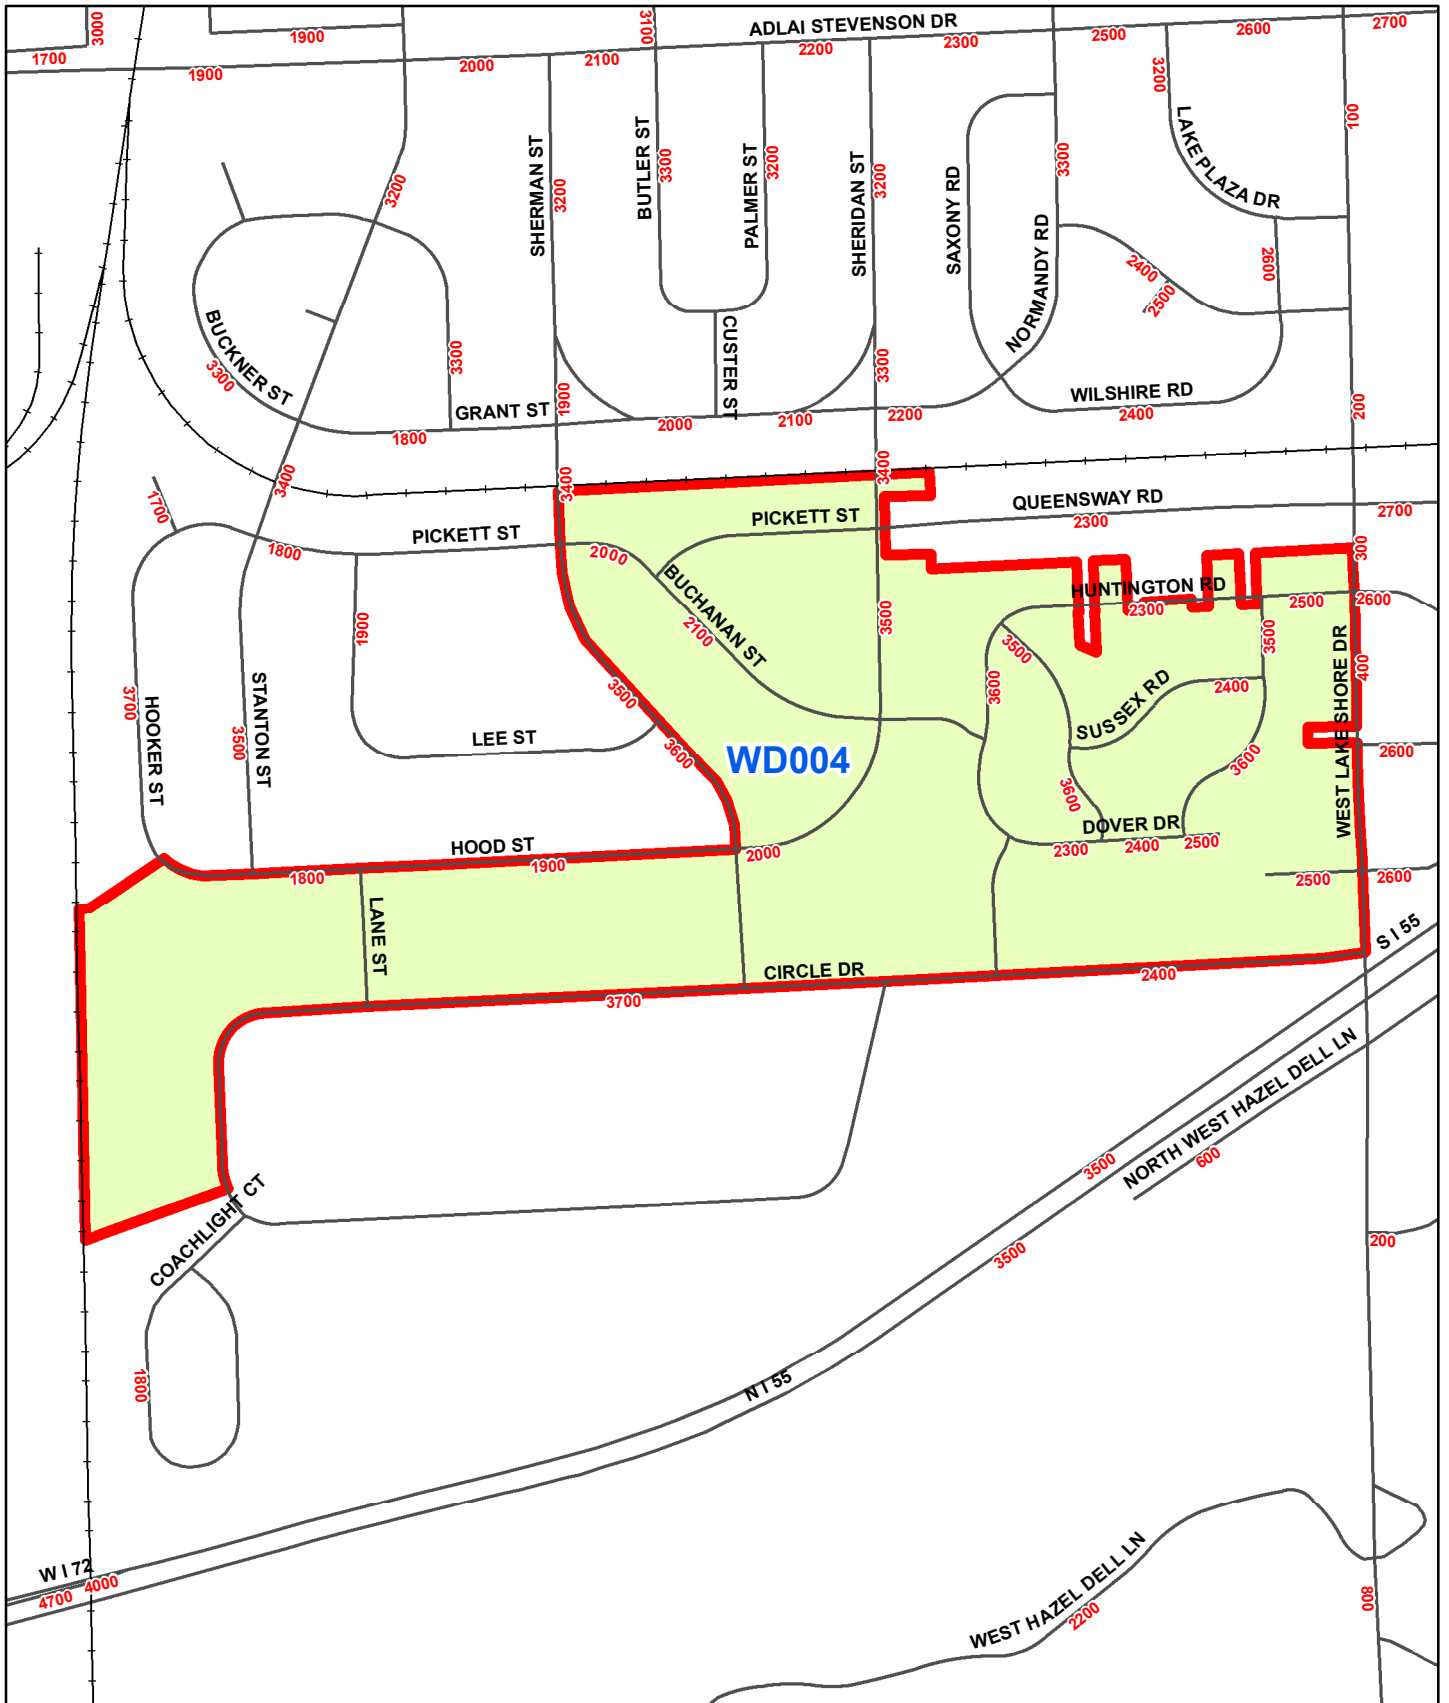 3000
1900
3100
ADLAI STEVENSON DR
2700
1700
1900
2000
2100
2200
2300
2500
2600
3200
100
SHERMAN ST
3200
BUTLER ST
3300
PALMER ST
3200
SHERIDAN ST
3200
SAXONY RD
3300
NORMANDY RD
LAKE PLAZA DR
3200
2400
2500
2600
BUCKNER ST
3300
3300
CUSTER ST
3300
GRANT ST
1800
1900
2000
2100
2200
WILSHIRE RD
2400
200
3400
3400
3400
1700
PICKETT ST
1800
2000
PICKETT ST
QUEENSWAY RD
2300
2700
300
BUCHANAN ST
2100
3500
HUNTINGTON RD
2300
2500
2600
1900
3500
3500
3600
3500
400
SUSSEX RD
2400
WEST LAKE SHORE DR
3700
HOOKER ST
STANTON ST
3500
LEE ST
3600
WD004
3600
3600
2600
HOOD ST
1800
1900
2000
DOVER DR
2300
2400
2500
2500
2600
LANE ST
CIRCLE DR
3700
2400
S I 55
NORTH WEST HAZEL DELL LN
600
3500
3500
200
COACHLIGHT CT
1800
N I 55
W I 72
4700
4000
WEST HAZEL DELL LN
2200
800